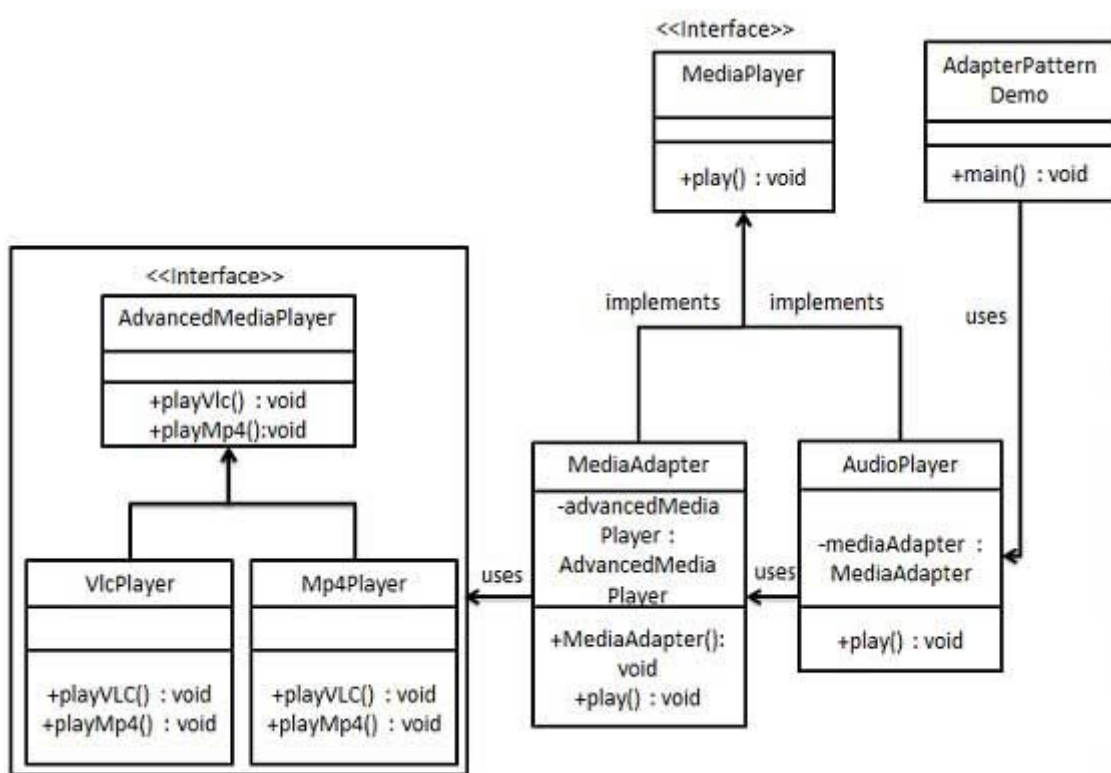 <<Interface>>
MediaPlayer
+play() : void
AdapterPattern
Demo
+main() : void
implements
implements
uses
<<Interface>>
AdvancedMediaPlayer
+playVlc() : void
+playMp4():void
VlcPlayer
+playVLC() : void
+playMp4() : void
Mp4Player
+playVLC() : void
+playMp4() : void
uses
MediaAdapter
-advancedMedia
Player :
AdvancedMedia
Player
+MediaAdapter():
void
+play() : void
uses
AudioPlayer
-mediaAdapter :
MediaAdapter
+play() : void